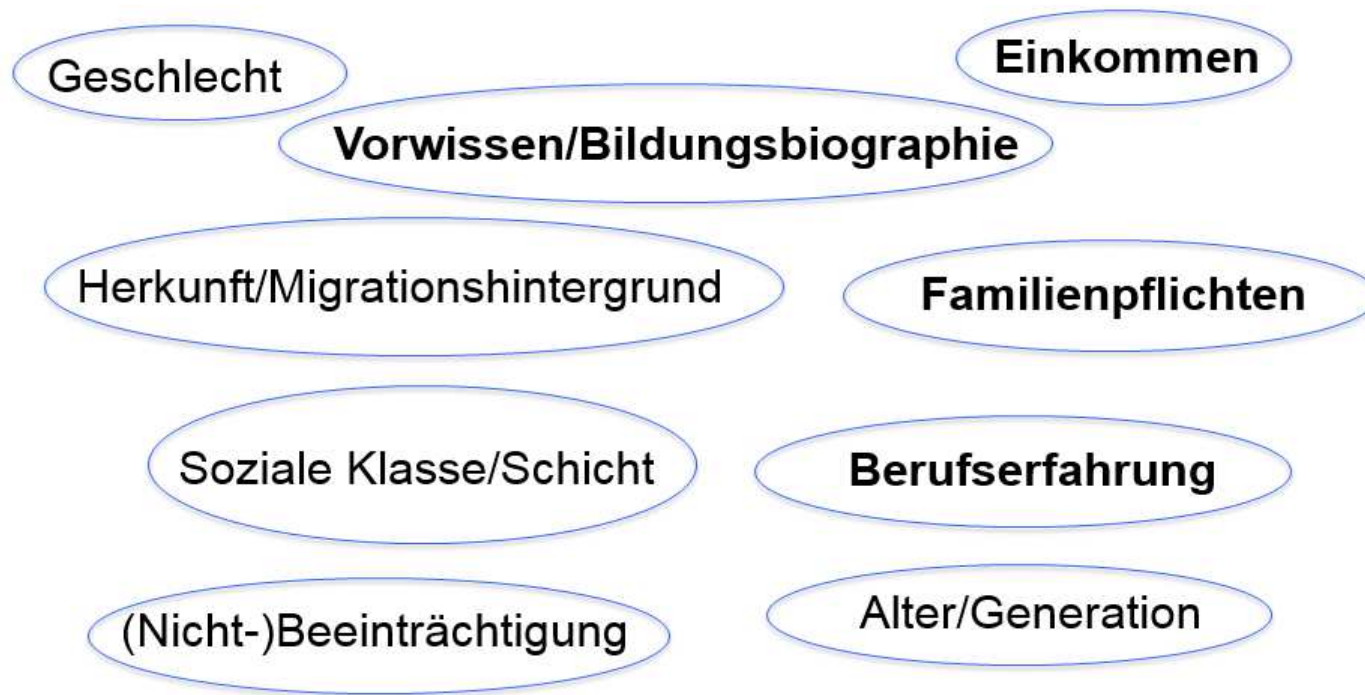 Geschlecht
Einkommen
Vorwissen/Bildungsbiographie
Herkunft/Migrationshintergrund
Familienpflichten
Soziale Klasse/Schicht
Berufserfahrung
(Nicht-)Beeinträchtigung
Alter/Generation